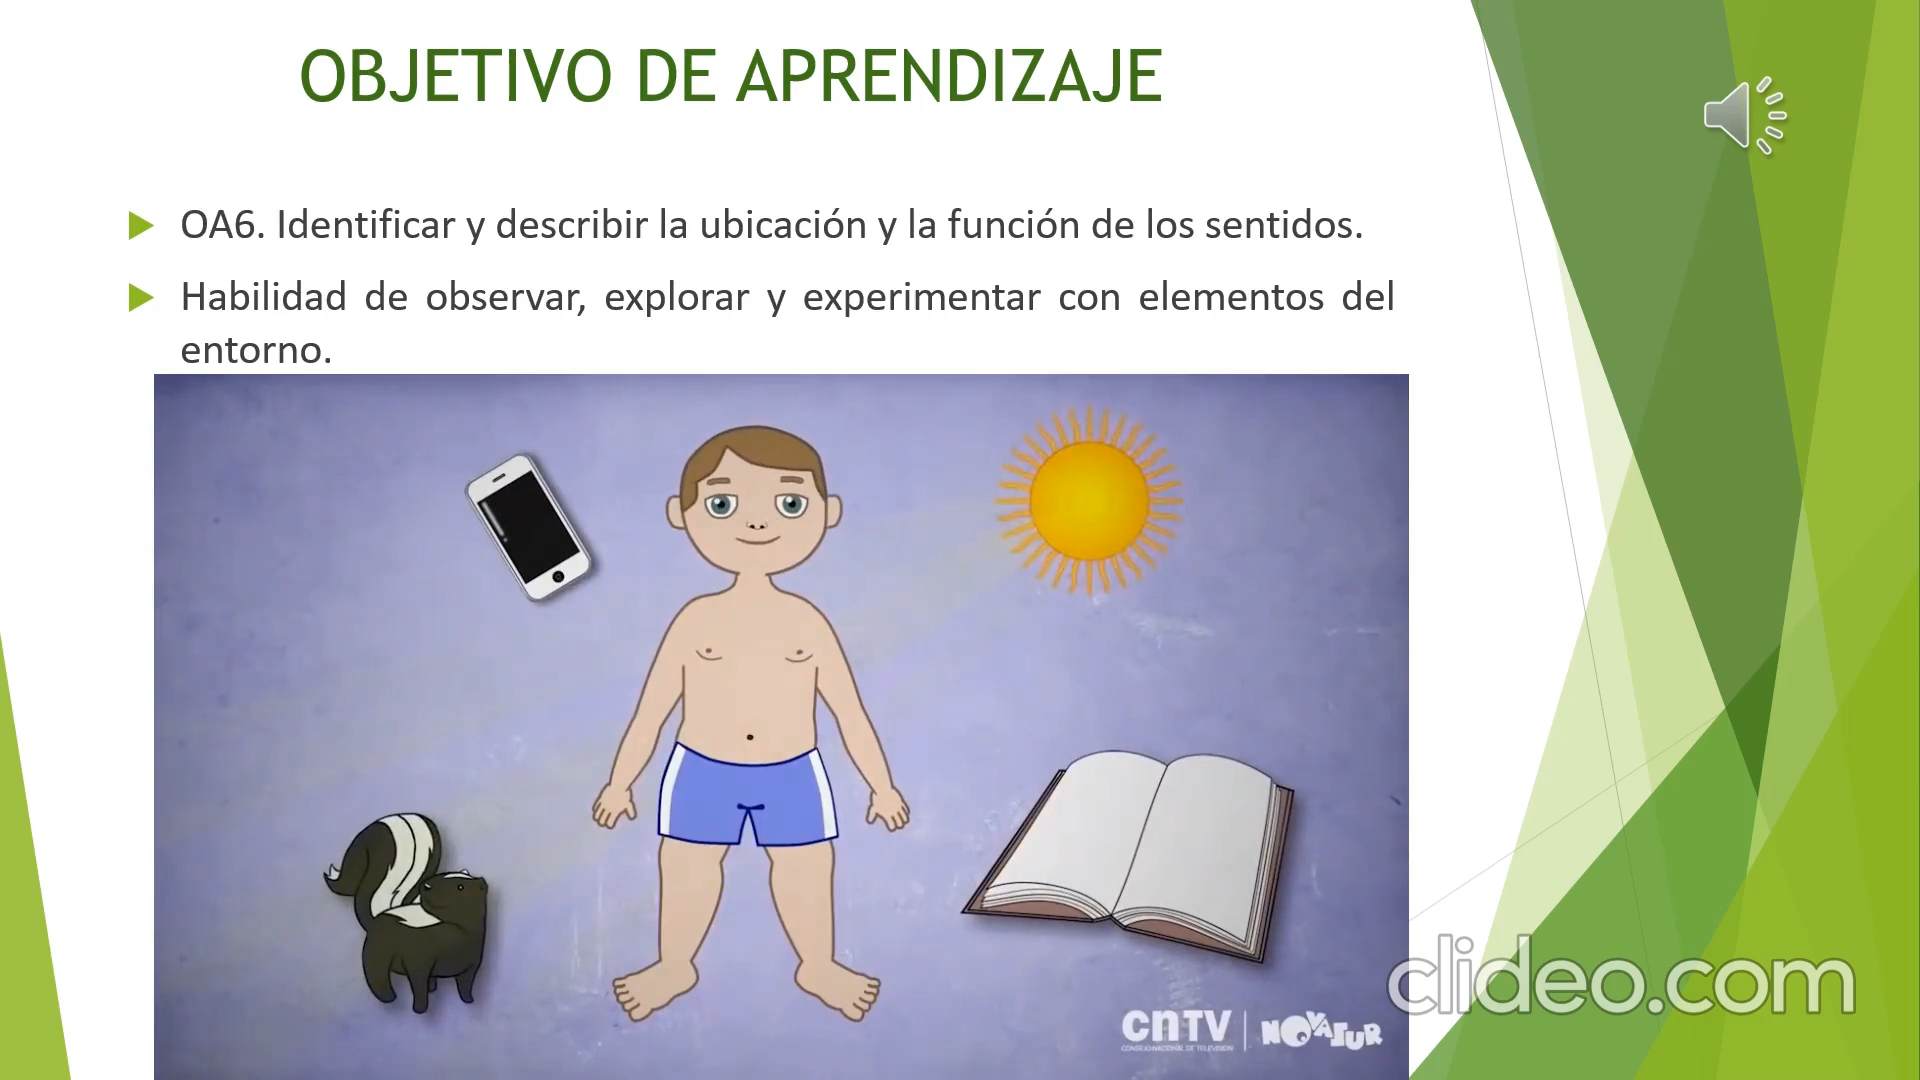 OBJETIVO DE APRENDIZAJE
OA6. Identificar y describir la ubicación y la función de los sentidos.
Habilidad de observar, explorar y experimentar con elementos del
entorno.
CNTV
CONSEJO NACIONAL DE TELEVISION
NOVASUR
clideo.com